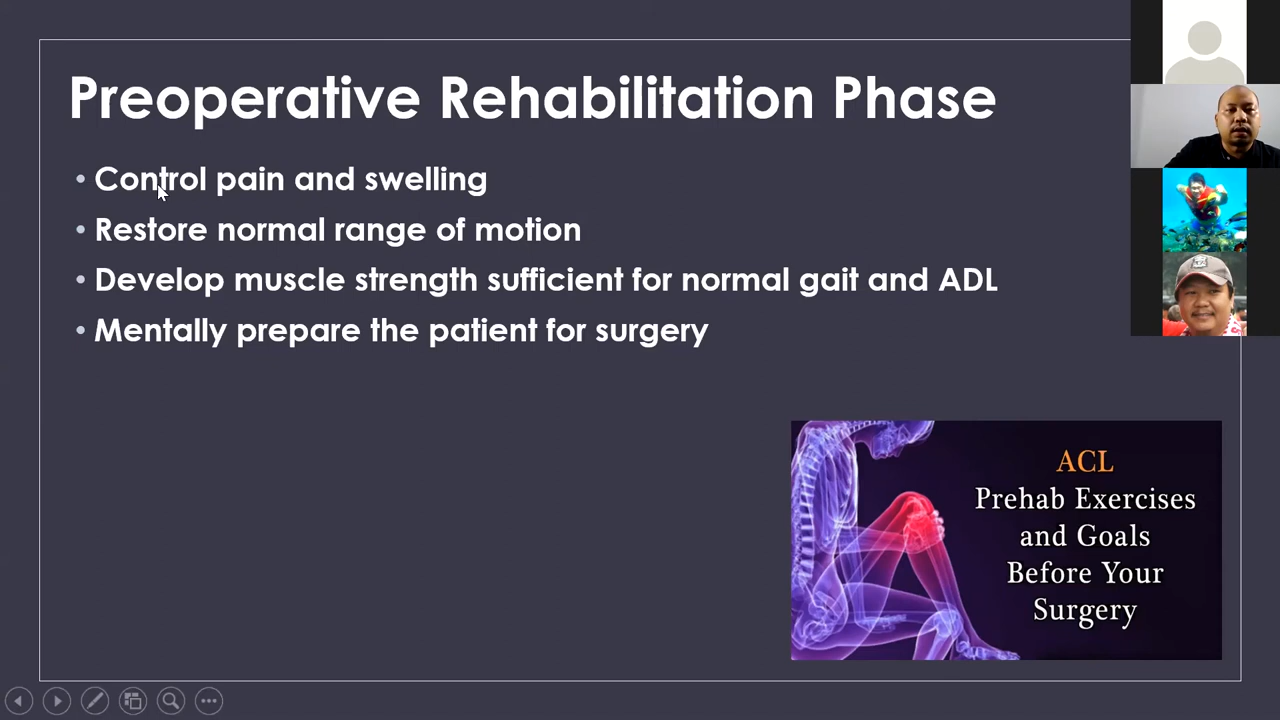 Preoperative Rehabilitation Phase
• Control pain and swelling
• Restore normal range of motion
• Develop muscle strength sufficient for normal gait and ADL
• Mentally prepare the patient for surgery
ACL
Prehab Exercises
and Goals
Before Your
Surgery